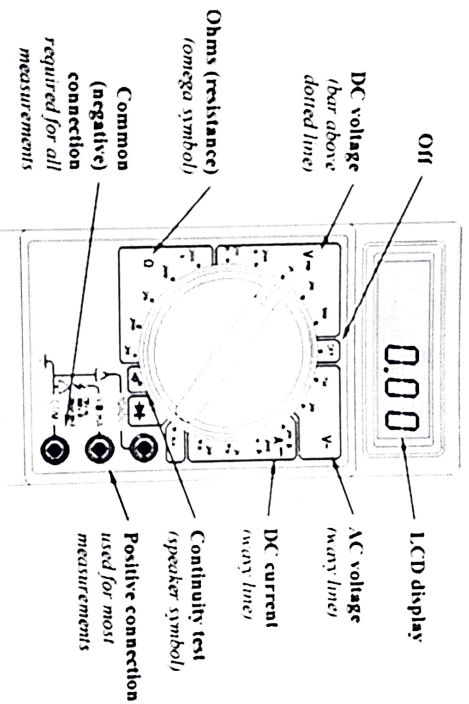 Off
DC voltage
(bar above
dotted line)
Ohms (resistance)
(omega symbol)
Common
(negative)
connection
required for all
measurements
0.00
LCD display
AC voltage
(wavy line)
DC current
(wavy line)
Continuity test
(speaker symbol)
Positive connection
used for most
measurements
V
V~
A
Ω